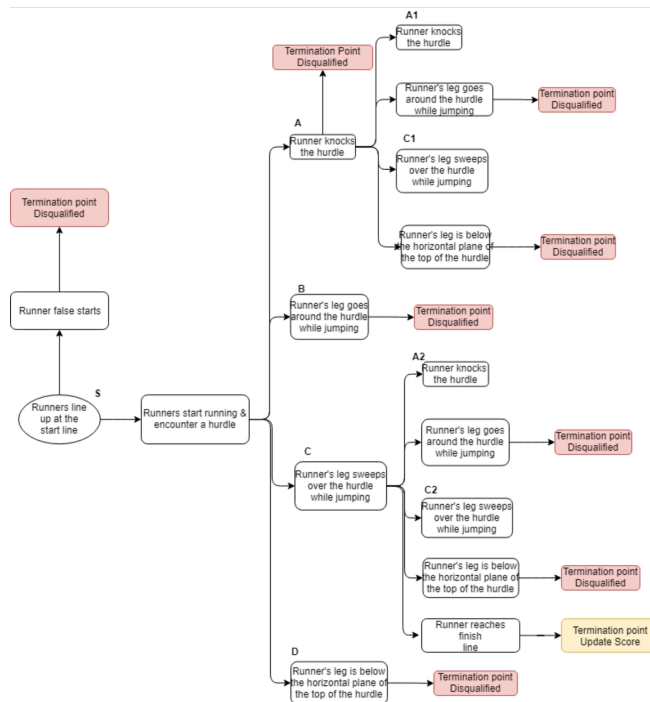 A1
Runner knocks
the hurdle
Termination Point
Disqualified
Runner's leg goes
around the hurdle
while jumping
Termination point
Disqualified
A
Runner knocks
the hurdle
C1
Runner's leg sweeps
over the hurdle
while jumping
Termination point
Disqualified
Runner's leg is below
the horizontal plane of
the top of the hurdle
Termination point
Disqualified
B
Runner's leg goes
around the hurdle
while jumping
Termination point
Disqualified
Runner false starts
A2
Runner knocks
the hurdle
S
Runners line
up at the
start line
Runners start running &
encounter a hurdle
Runner's leg goes
around the hurdle
while jumping
Termination point
Disqualified
C
Runner's leg sweeps
over the hurdle
while jumping
C2
Runner's leg sweeps
over the hurdle
while jumping
Runner's leg is below
the horizontal plane of
the top of the hurdle
Termination point
Disqualified
Runner reaches
finish
line
Termination point
Update Score
D
Runner's leg is below
the horizontal plane of
the top of the hurdle
Termination point
Disqualified